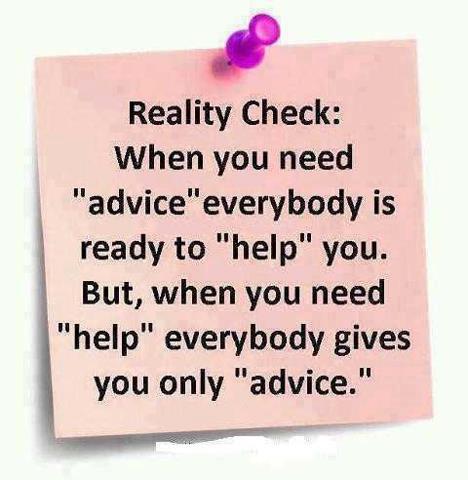 Reality Check:
When you need
"advice"everybody is
ready to "help" you.
But, when you need
"help" everybody gives
you only "advice."